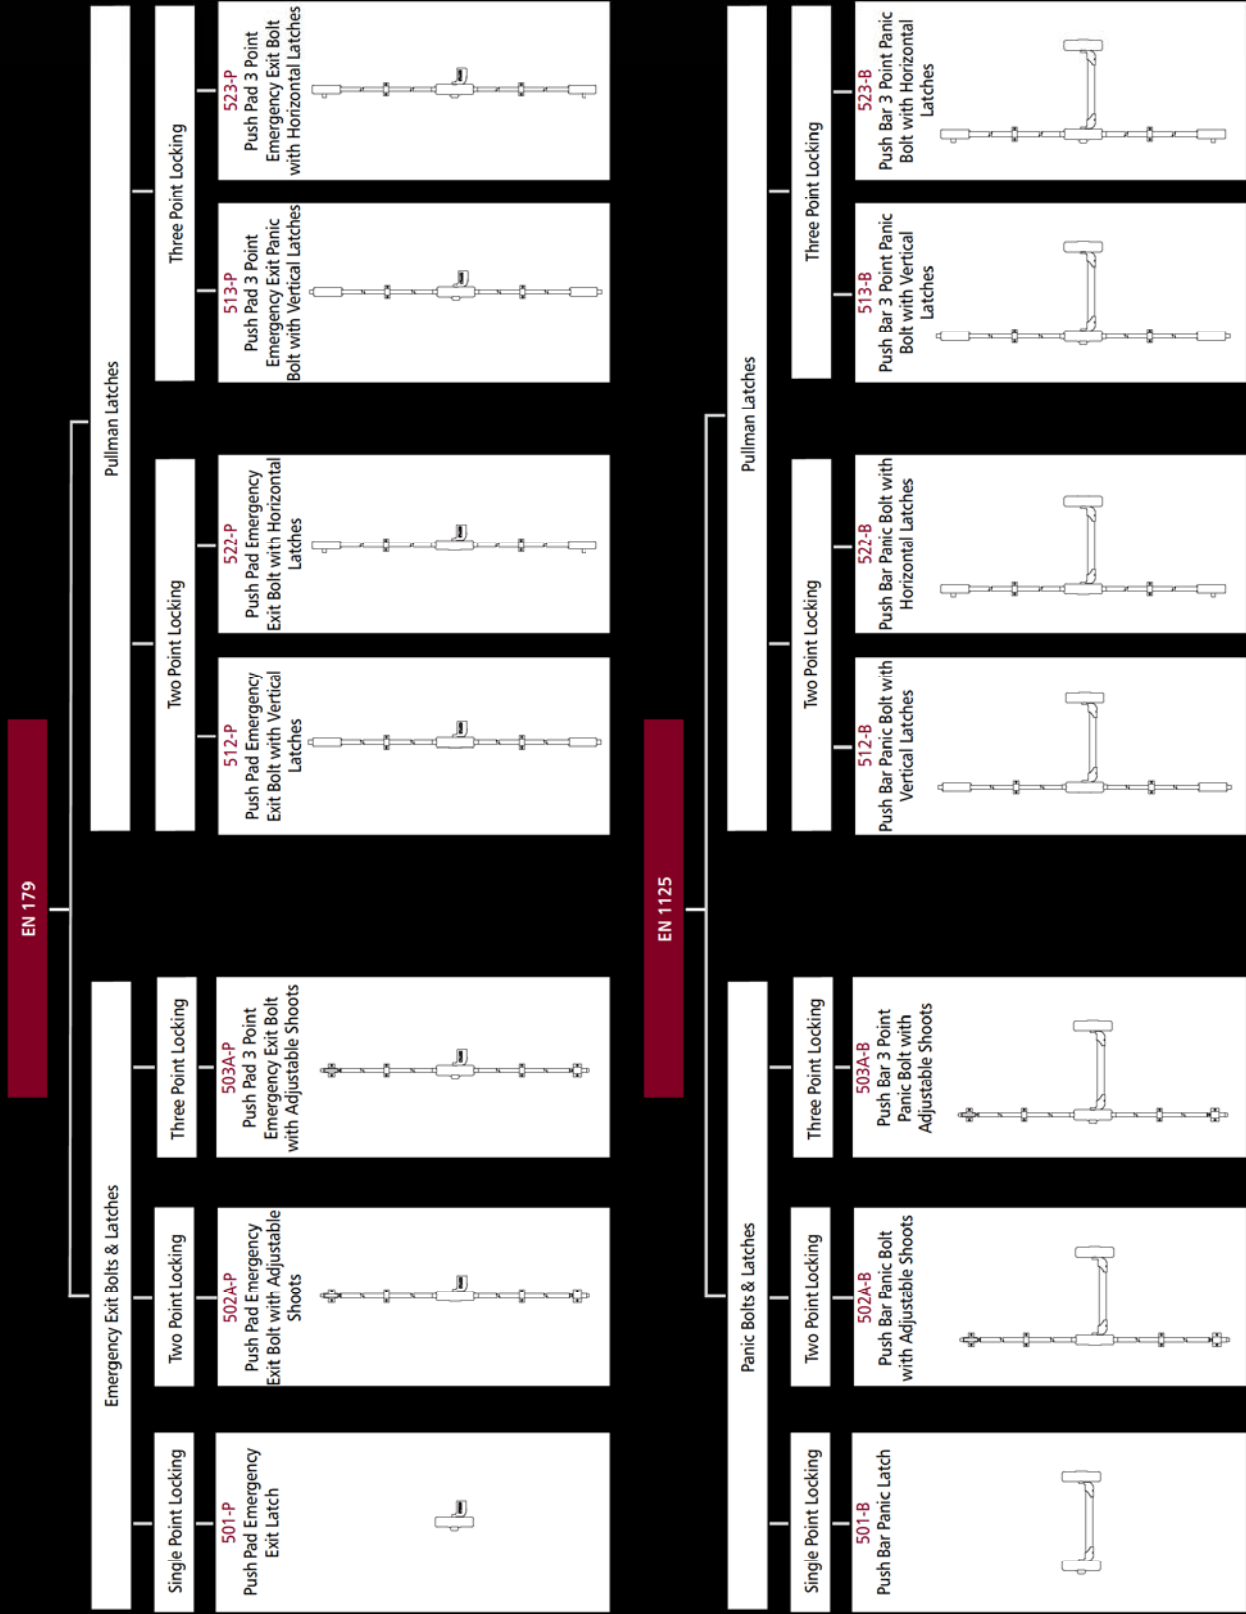 EN 179
Emergency Exit Bolts & Latches
Pullman Latches
Single Point Locking
Two Point Locking
Three Point Locking
Two Point Locking
Three Point Locking
501-P
Push Pad Emergency
Exit Latch
502A-P
Push Pad Emergency
Exit Bolt with Adjustable
Shoots
503A-P
Push Pad 3 Point
Emergency Exit Bolt
with Adjustable Shoots
512-P
Push Pad Emergency
Exit Bolt with Vertical
Latches
522-P
Push Pad Emergency
Exit Bolt with Horizontal
Latches
513-P
Push Pad 3 Point
Emergency Exit Panic
Bolt with Vertical Latches
523-P
Push Pad 3 Point
Emergency Exit Bolt
with Horizontal Latches
EN 1125
Panic Bolts & Latches
Pullman Latches
Single Point Locking
Two Point Locking
Three Point Locking
Two Point Locking
Three Point Locking
501-B
Push Bar Panic Latch
502A-B
Push Bar Panic Bolt
with Adjustable Shoots
503A-B
Push Bar 3 Point
Panic Bolt with
Adjustable Shoots
512-B
Push Bar Panic Bolt with
Vertical Latches
522-B
Push Bar Panic Bolt with
Horizontal Latches
513-B
Push Bar 3 Point Panic
Bolt with Vertical
Latches
523-B
Push Bar 3 Point Panic
Bolt with Horizontal
Latches